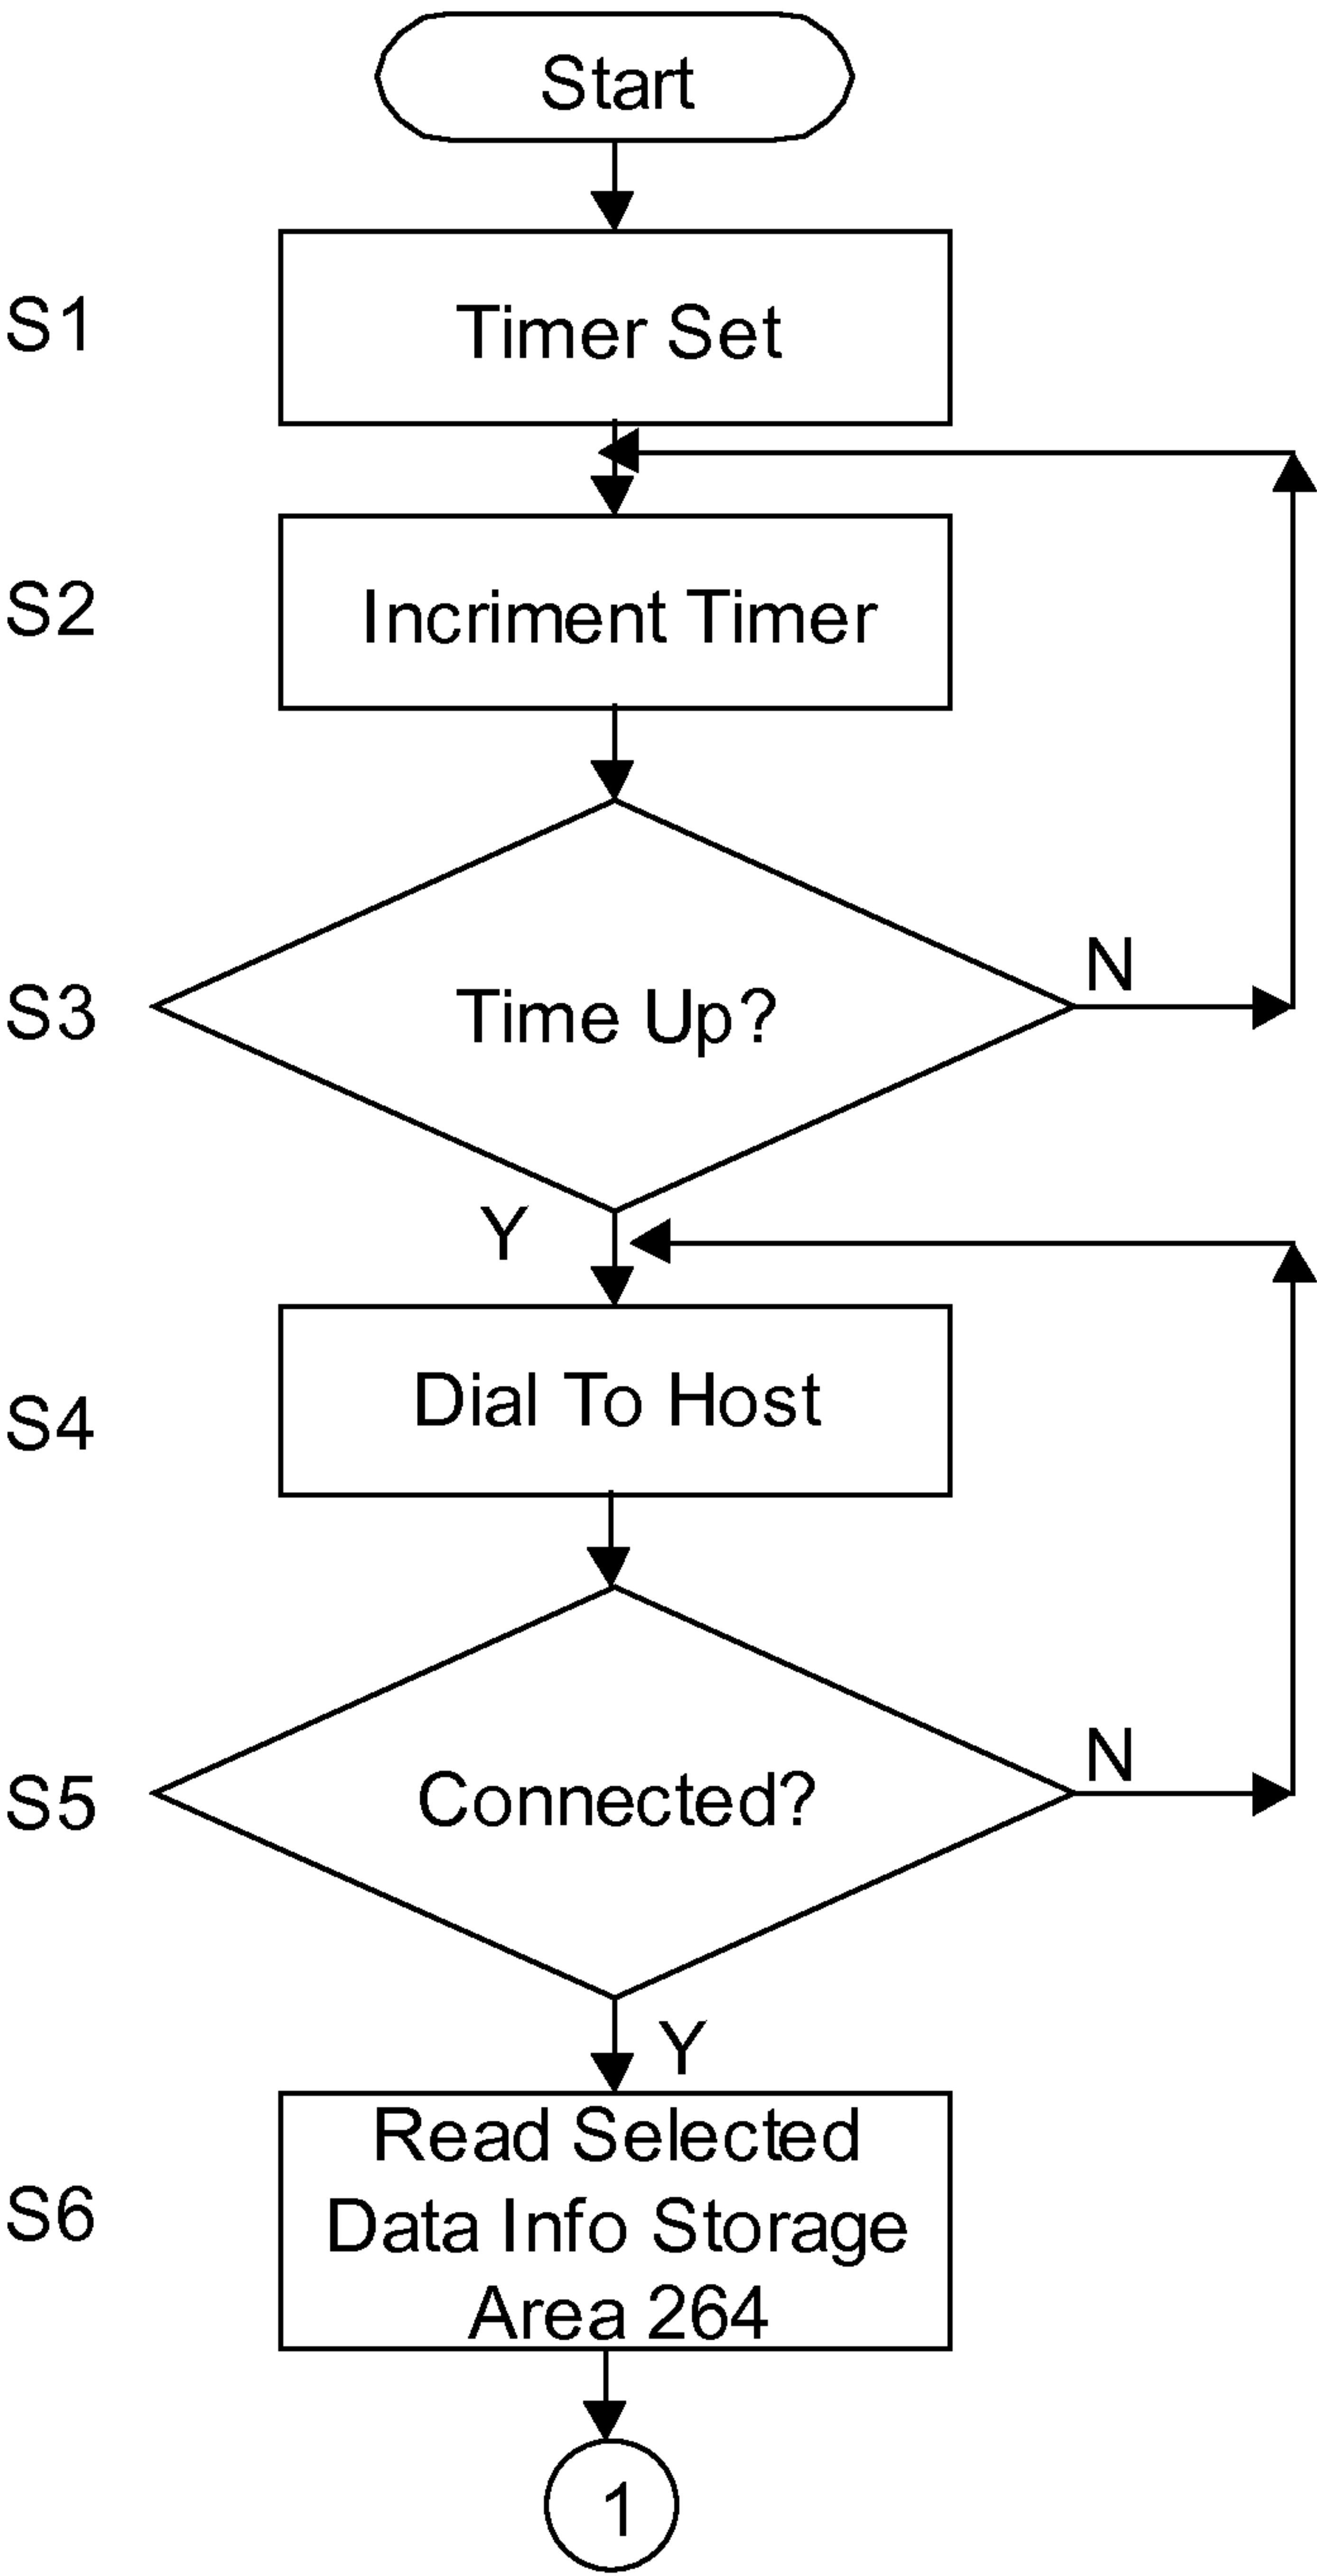 Start
S1
Timer Set
S2
Incriment Timer
S3
Time Up?
N
Y
S4
Dial To Host
S5
Connected?
N
Y
S6
Read Selected
Data Info Storage
Area 264
1